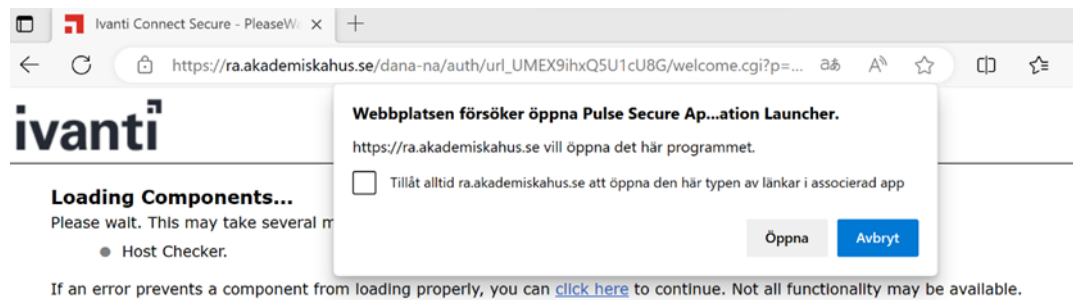 Ivanti Connect Secure - PleaseWa
https://ra.akademiskahus.se/dana-na/auth/url_UMEX9ihxQ5U1cU8G/welcome.cgi?p=...
ivanti
Webbplatsen försöker öppna Pulse Secure Ap...ation Launcher.
https://ra.akademiskahus.se vill öppna det här programmet.
Tillåt alltid ra.akademiskahus.se att öppna den här typen av länkar i associerad app
Öppna Avbryt
Loading Components...
Please wait. This may take several m
Host Checker.
If an error prevents a component from loading properly, you can click here to continue. Not all functionality may be available.